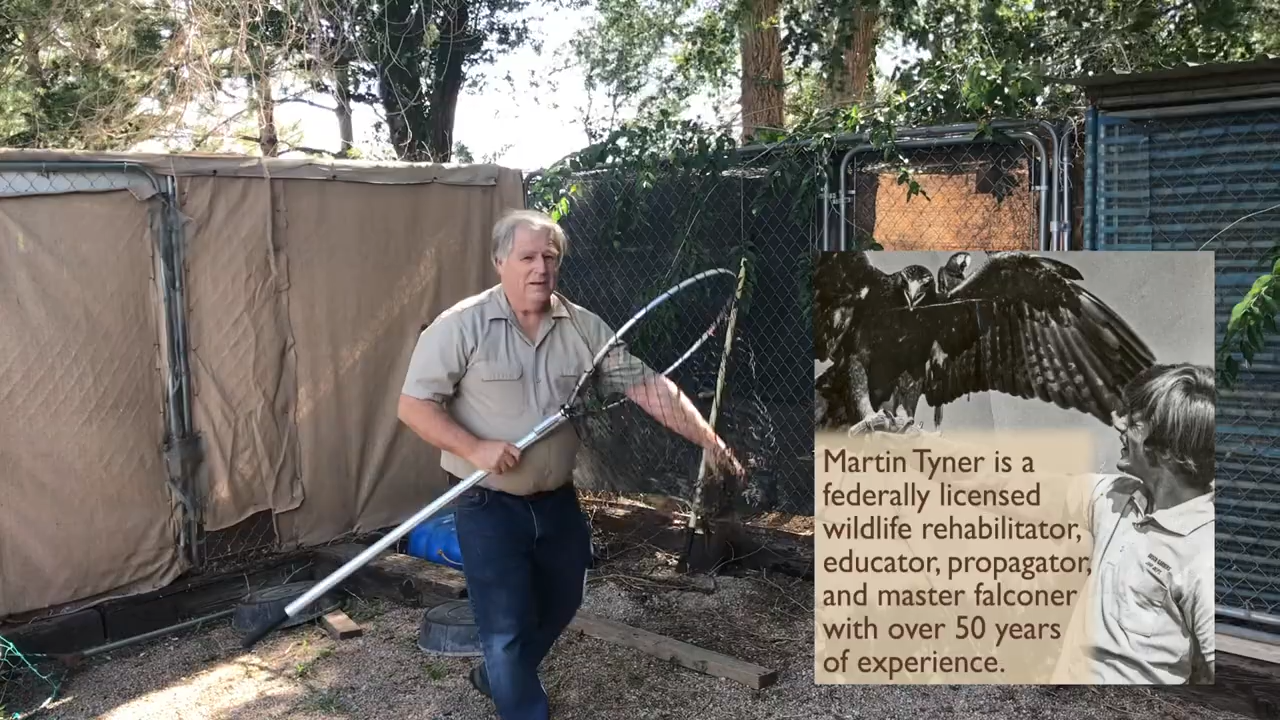 Martin Tyner is a
federally licensed
wildlife rehabilitator,
educator, propagator,
and master falconer
with over 50 years
of experience.